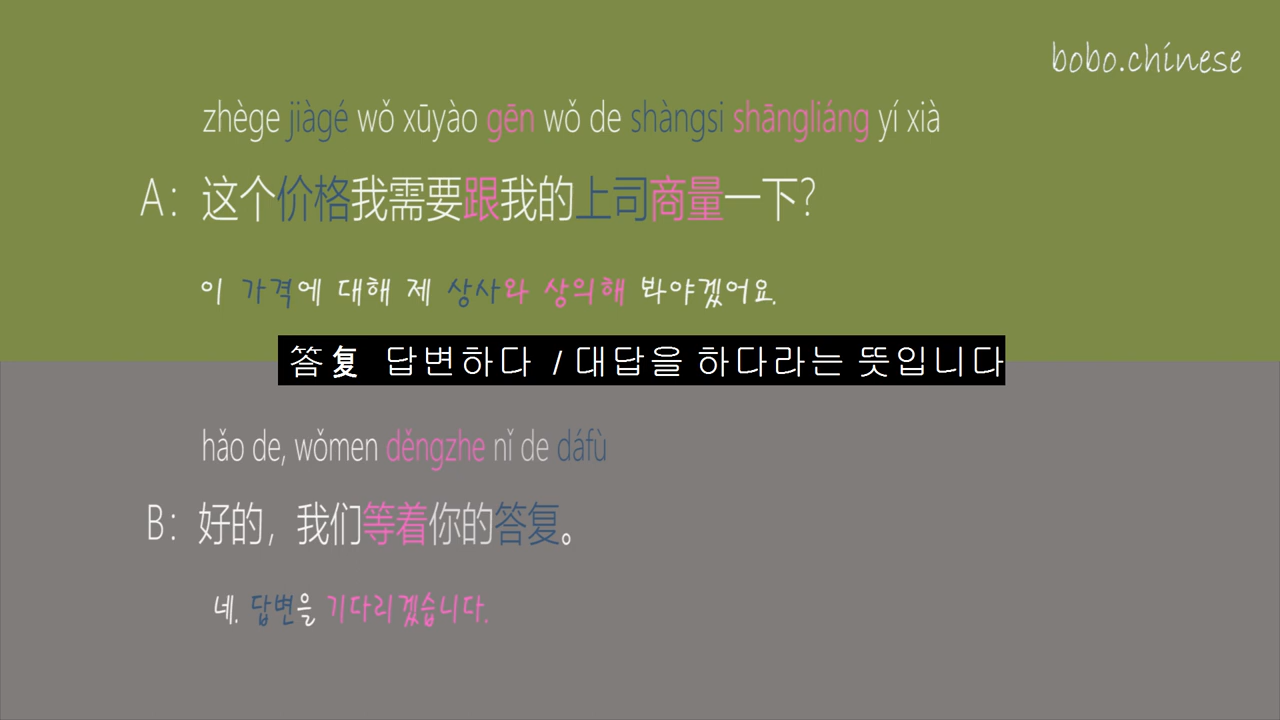 bobo.chinese
zhège jiàgé wǒ xūyào gēn wǒ de shàngsi shāngliáng yí xià
A: 这个价格我需要跟我的上司商量一下?
이 가격에 대해 제 상사와 상의해 봐야겠어요.
答复 답변하다 / 대답을 하다라는 뜻입니다
hǎo de, wǒmen děngzhe nǐ de dáfù
B: 好的，我们等着你的答复。
네. 답변을 기다리겠습니다.